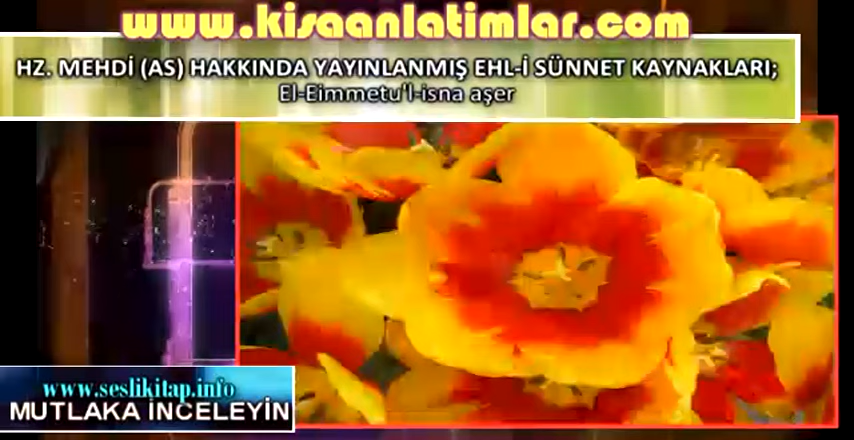 www.kisaanlatimlar.com
HZ. MEHDİ (AS) HAKKINDA YAYINLANMIŞ EHL-İ SÜNNET KAYNAKLARI;
El-Eimmetu'l-isna aşer
www.seslikitap.info
MUTLAKA İNCELEYİN